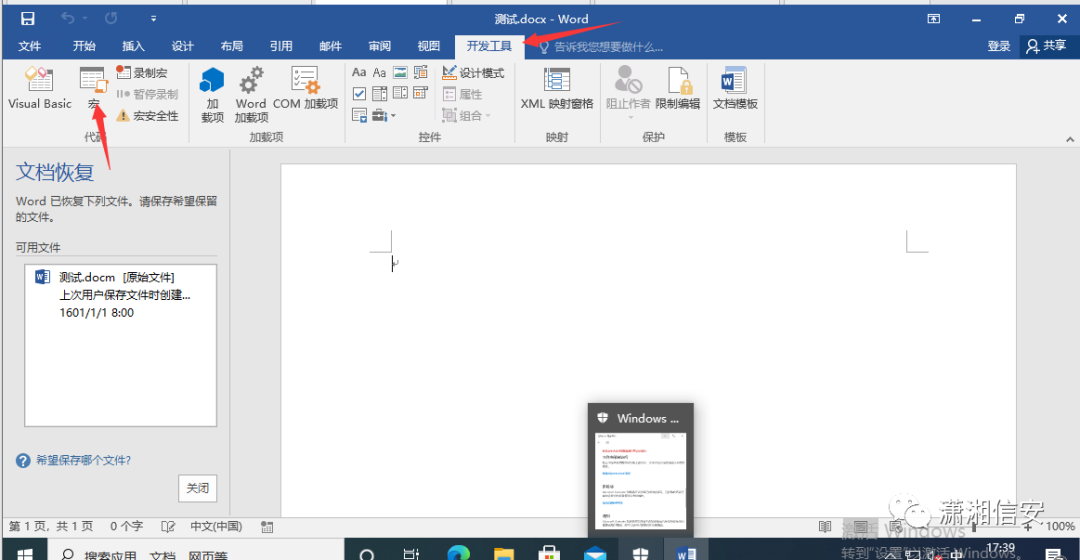 测试.docx - Word
文件 开始 插入 设计 布局 引用 邮件 审阅 视图 开发工具 告诉我您想要做什么... 登录 共享
Visual Basic
宏
录制宏
暂停录制
宏安全性
代码
加载项
Word 加载项
COM 加载项
加载项
Aa Aa
设计模式
属性
组合
控件
XML 映射窗格
映射
阻止作者
限制编辑
保护
文档模板
模板
文档恢复
Word 已恢复下列文件。请保存希望保留
的文件。
可用文件
测试.docm [原始文件]
上次用户保存文件时创建...
1601/1/1 8:00
希望保存哪个文件?
关闭
Windows ...
第 1 页，共 1 页 0 个字 中文(中国) 100%
潇湘信安
激活 Windows
转到"设置"以激活 Windows。
搜索应用、文档、网页等
中
17:39